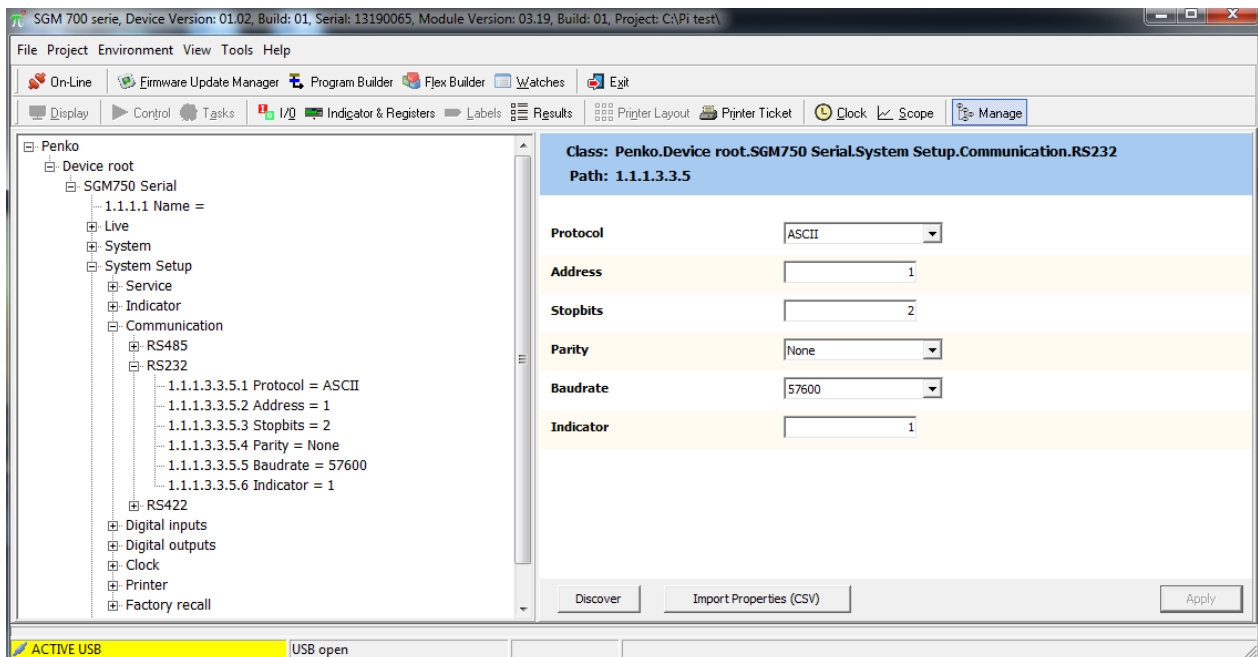 SGM 700 serie, Device Version: 01.02, Build: 01, Serial: 13190065, Module Version: 03.19, Build: 01, Project: C:\Pi test\
File Project Environment View Tools Help
On-Line Firmware Update Manager Program Builder Flex Builder Watches Exit
Display Control Tasks I/O Indicator & Registers Labels Results Printer Layout Printer Ticket Clock Scope Manage
Penko
Device root
SGM750 Serial
1.1.1.1 Name =
Live
System
System Setup
Service
Indicator
Communication
RS485
RS232
1.1.1.3.3.5.1 Protocol = ASCII
1.1.1.3.3.5.2 Address = 1
1.1.1.3.3.5.3 Stopbits = 2
1.1.1.3.3.5.4 Parity = None
1.1.1.3.3.5.5 Baudrate = 57600
1.1.1.3.3.5.6 Indicator = 1
RS422
Digital inputs
Digital outputs
Clock
Printer
Factory recall
Class: Penko.Device root.SGM750 Serial.System Setup.Communication.RS232
Path: 1.1.1.3.3.5
Protocol ASCII
Address 1
Stopbits 2
Parity None
Baudrate 57600
Indicator 1
Discover Import Properties (CSV) Apply
ACTIVE USB USB open